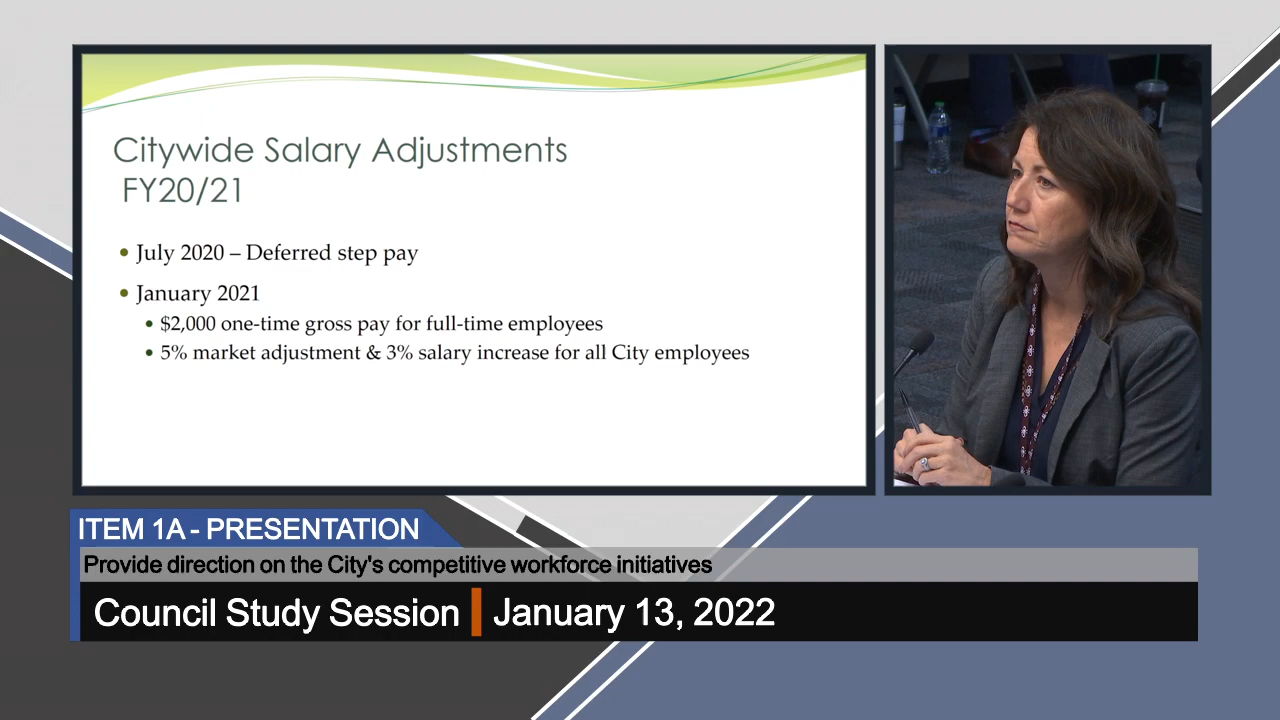 Citywide Salary Adjustments
FY20/21
• July 2020 – Deferred step pay
• January 2021
• $2,000 one-time gross pay for full-time employees
• 5% market adjustment & 3% salary increase for all City employees
ITEM 1A - PRESENTATION
Provide direction on the City's competitive workforce initiatives
Council Study Session | January 13, 2022